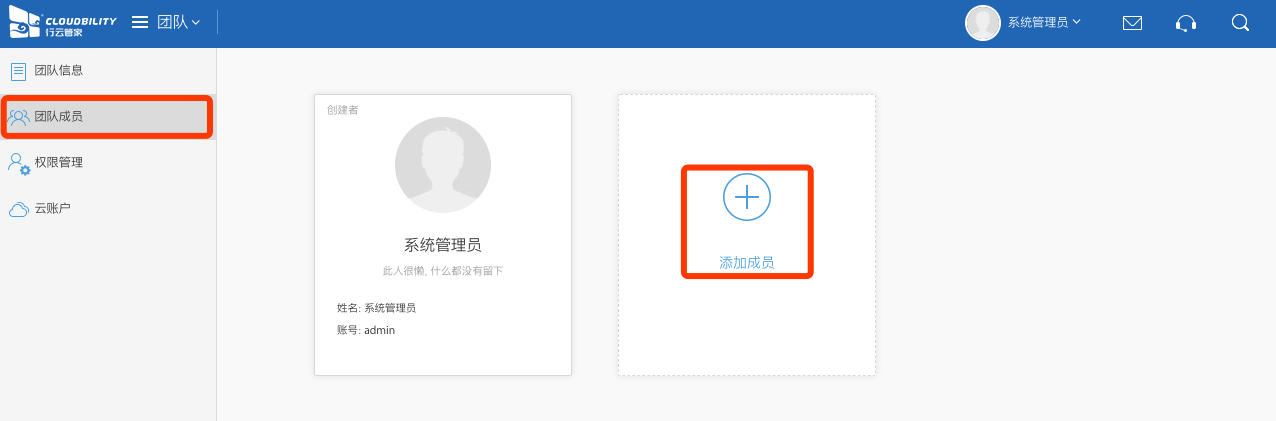 CLOUDBILITY
行云管家
团队
系统管理员
团队信息
团队成员
权限管理
云账户
创建者
系统管理员
此人很懒, 什么都没有留下
姓名: 系统管理员
账号: admin
添加成员